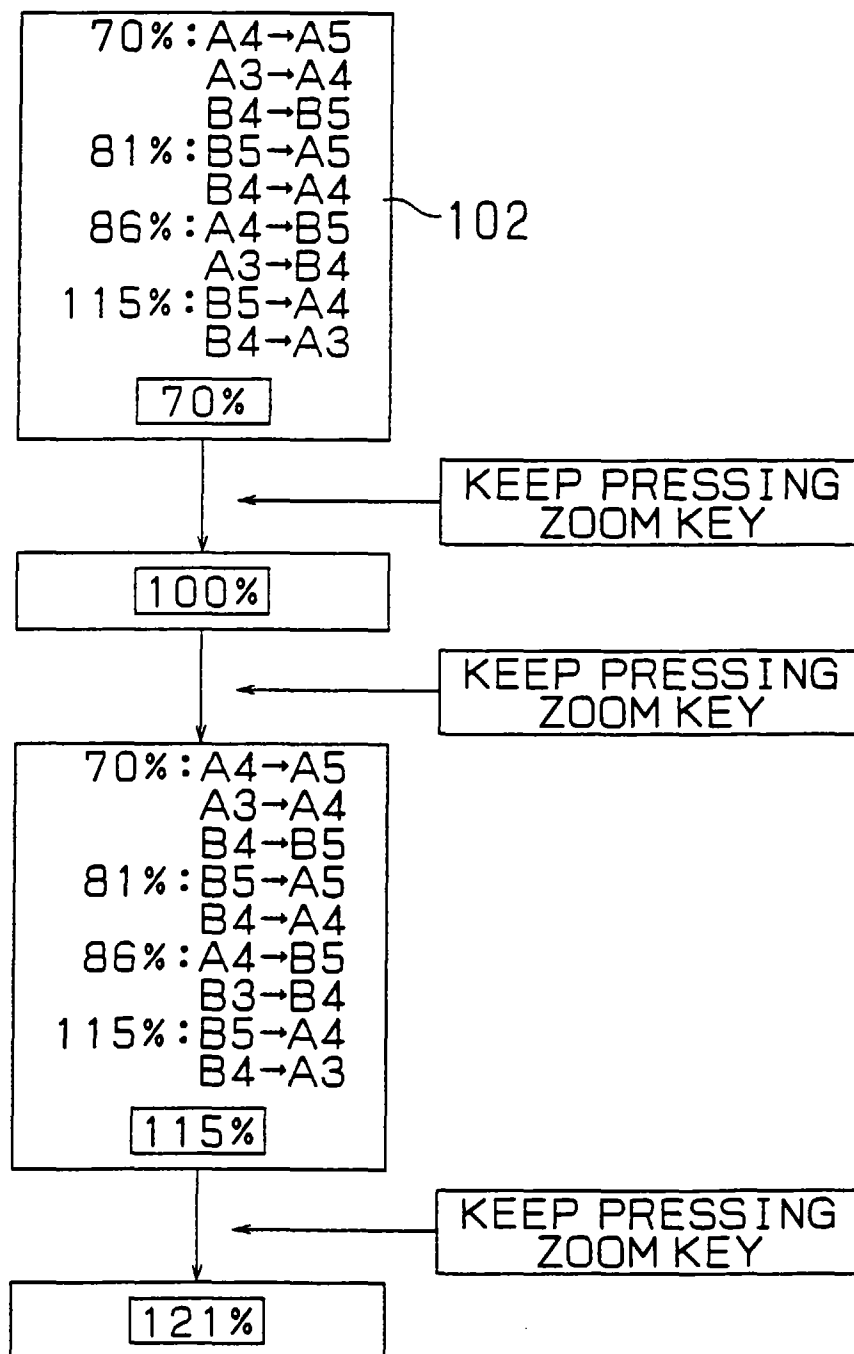 70%:A4→A5
A3→A4
B4→B5
81%:B5→A5
B4→A4
86%:A4→B5
A3→B4
115%:B5→A4
B4→A3
70%
102
KEEP PRESSING
ZOOM KEY
100%
KEEP PRESSING
ZOOM KEY
70%:A4→A5
A3→A4
B4→B5
81%:B5→A5
B4→A4
86%:A4→B5
B3→B4
115%:B5→A4
B4→A3
115%
KEEP PRESSING
ZOOM KEY
121%